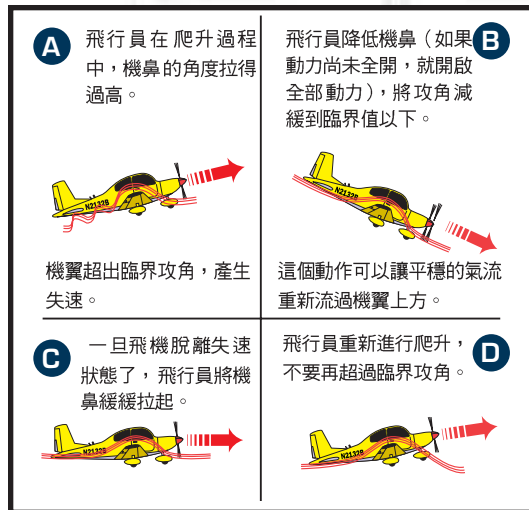 A
飛行員在爬升過程
中，機鼻的角度拉得
過高。
N2132B
機翼超出臨界攻角，產生
失速。
B
飛行員降低機鼻（如果
動力尚未全開，就開啟
全部動力），將攻角減
緩到臨界值以下。
N2132B
這個動作可以讓平穩的氣流
重新流過機翼上方。
C
一旦飛機脫離失速
狀態了，飛行員將機
鼻緩緩拉起。
N2132B
D
飛行員重新進行爬升，
不要再超過臨界攻角。
N2132B